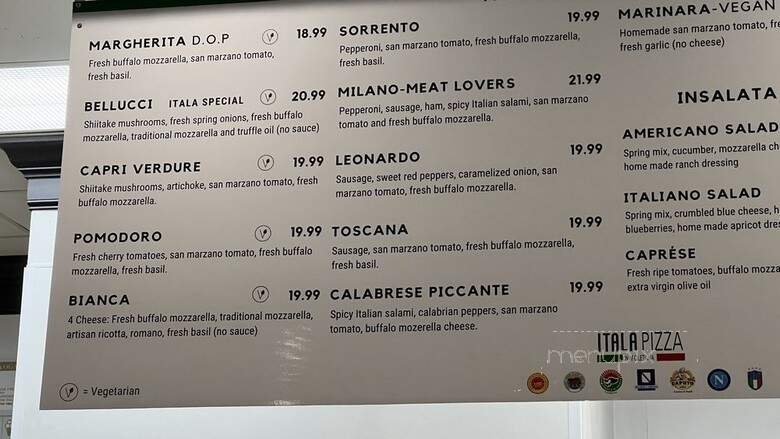 MARGHERITA D.O.P 18.99
Fresh buffalo mozzarella, san marzano tomato,
fresh basil.
BELLUCCI ITALA SPECIAL 20.99
Shiitake mushrooms, fresh spring onions, fresh buffalo
mozzarella, traditional mozzarella and truffle oil (no sauce)
CAPRI VERDURE 19.99
Shiitake mushrooms, artichoke, san marzano tomato, fresh
buffalo mozzarella.
POMODORO 19.99
Fresh cherry tomatoes, san marzano tomato, fresh buffalo
mozzarella, fresh basil.
BIANCA 19.99
4 Cheese: Fresh buffalo mozzarella, traditional mozzarella,
artisan ricotta, romano, fresh basil (no sauce)
= Vegetarian
SORRENTO 19.99
Pepperoni, san marzano tomato, fresh buffalo mozzarella,
fresh basil.
MILANO-MEAT LOVERS 21.99
Pepperoni, sausage, ham, spicy Italian salami, san marzano
tomato and fresh buffalo mozzarella.
LEONARDO 19.99
Sausage, sweet red peppers, caramelized onion, san
marzano tomato, fresh buffalo mozzarella.
TOSCANA 19.99
Sausage, san marzano tomato, fresh buffalo mozzarella,
fresh basil.
CALABRESE PICCANTE 19.99
Spicy Italian salami, calabrian peppers, san marzano
tomato, buffalo mozerella cheese.
MARINARA-VEGAN
Homemade san marzano tomato,
fresh garlic (no cheese)
INSALATA
AMERICANO SALAD
Spring mix, cucumber, mozzarella
home made ranch dressing
ITALIANO SALAD
Spring mix, crumbled blue cheese,
blueberries, home made apricot
CAPRÉSE
Fresh ripe tomatoes, buffalo
extra virgin olive oil
ITALA PIZZA